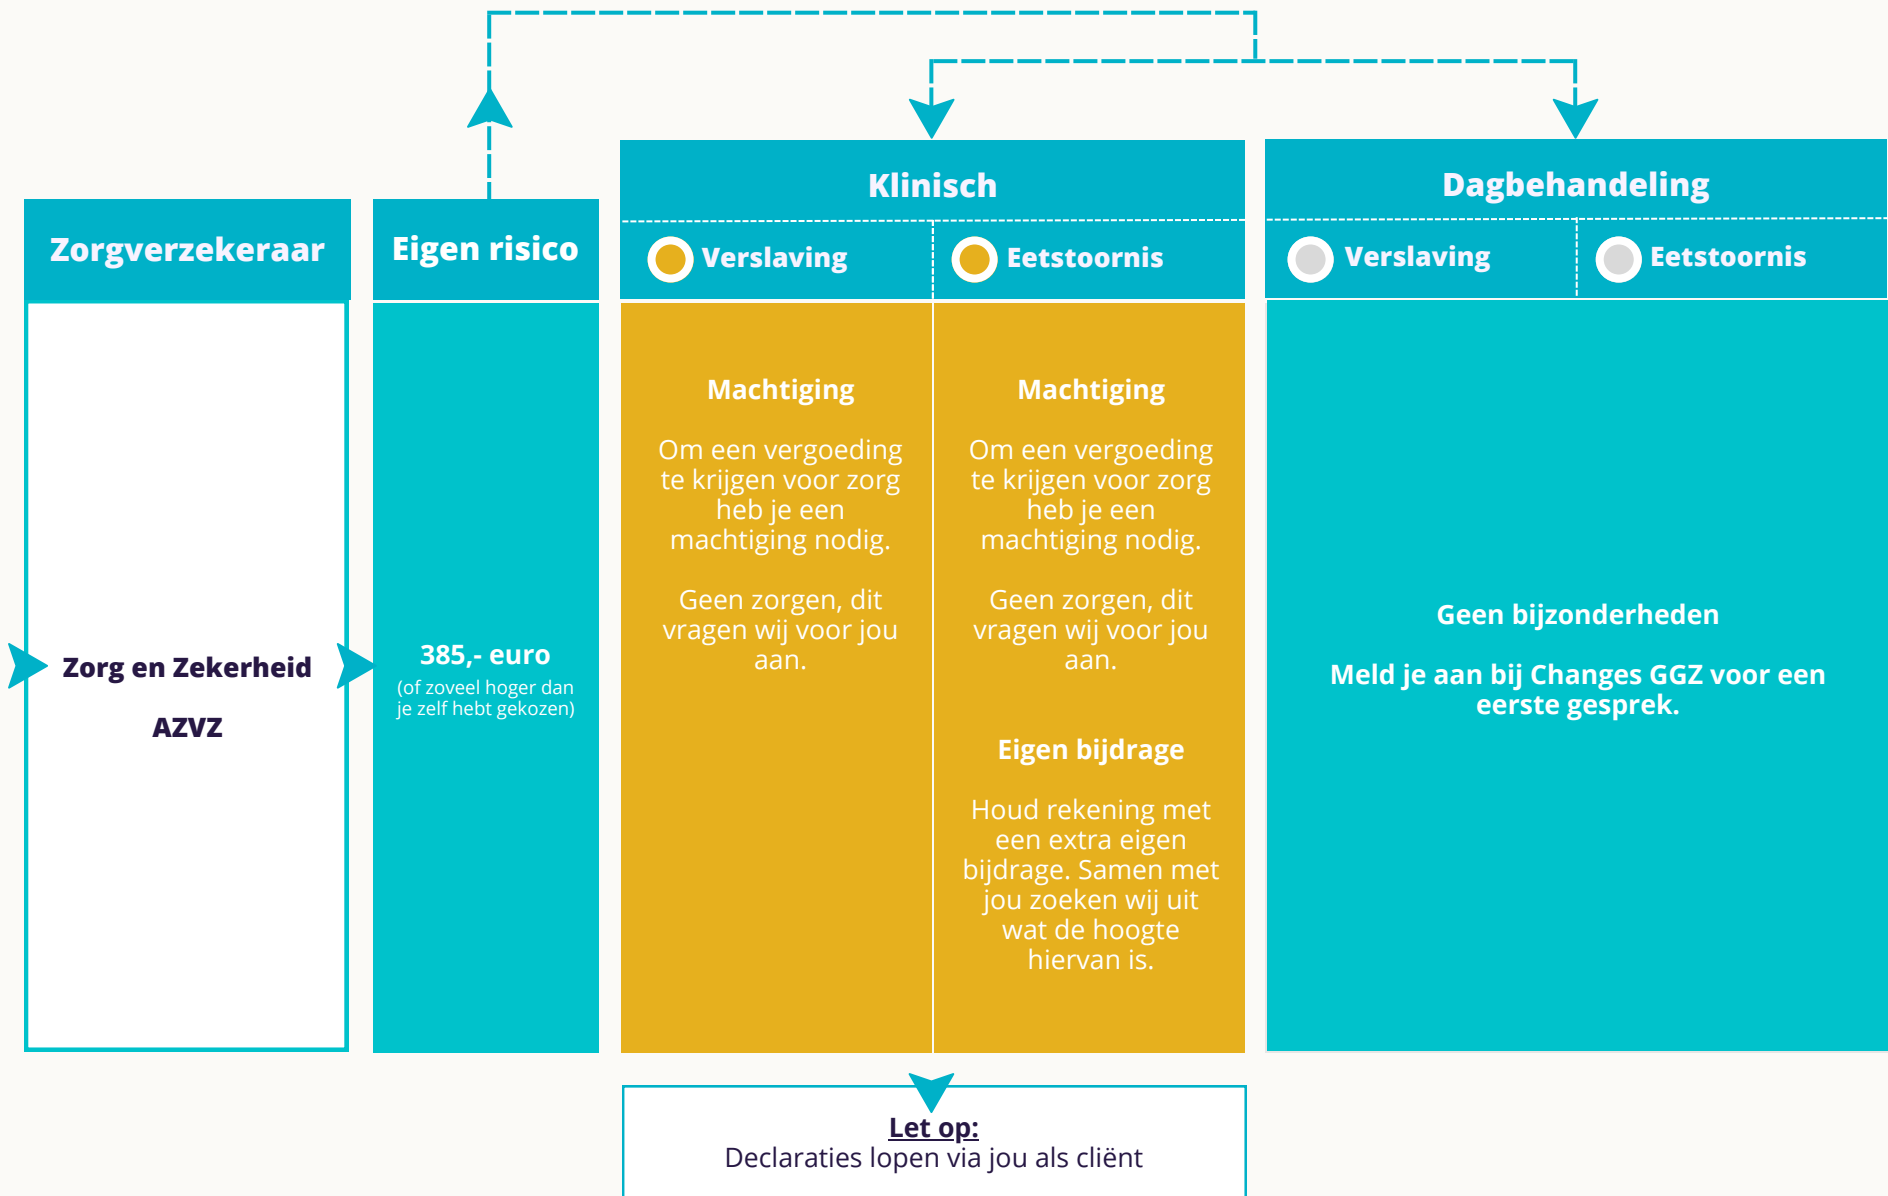 Zorgverzekeraar
Zorg en Zekerheid
AZVZ
Eigen risico
385,- euro
(of zoveel hoger dan
je zelf hebt gekozen)
Klinisch
Verslaving
Machtiging
Om een vergoeding
te krijgen voor zorg
heb je een
machtiging nodig.
Geen zorgen, dit
vragen wij voor jou
aan.
Eetstoornis
Machtiging
Om een vergoeding
te krijgen voor zorg
heb je een
machtiging nodig.
Geen zorgen, dit
vragen wij voor jou
aan.
Eigen bijdrage
Houd rekening met
een extra eigen
bijdrage. Samen met
jou zoeken wij uit
wat de hoogte
hiervan is.
Let op:
Declaraties lopen via jou als cliënt
Dagbehandeling
Verslaving
Eetstoornis
Geen bijzonderheden
Meld je aan bij Changes GGZ voor een
eerste gesprek.